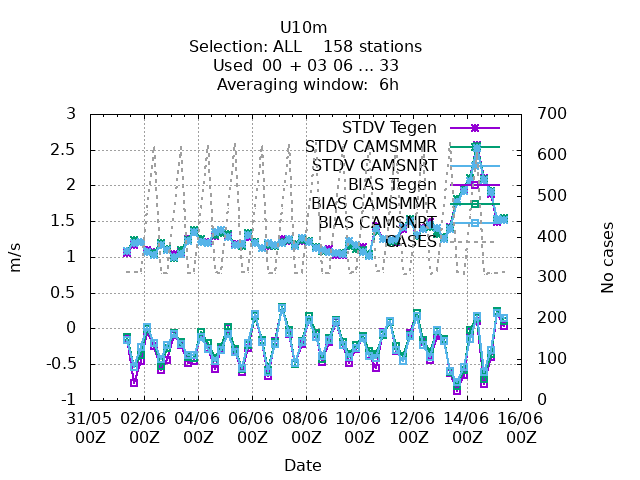 U10m
Selection: ALL    158 stations
Used  00 + 03 06 ... 33
Averaging window:  6h
3
2.5
2
1.5
1
0.5
0
-0.5
-1
m/s
700
600
500
400
300
200
100
0
No cases
STDV Tegen
STDV CAMSMMR
STDV CAMSNRT
BIAS Tegen
BIAS CAMSMMR
BIAS CAMSNRT
CASES
31/05 02/06 04/06 06/06 08/06 10/06 12/06 14/06 16/06
00Z 00Z 00Z 00Z 00Z 00Z 00Z 00Z 00Z
Date